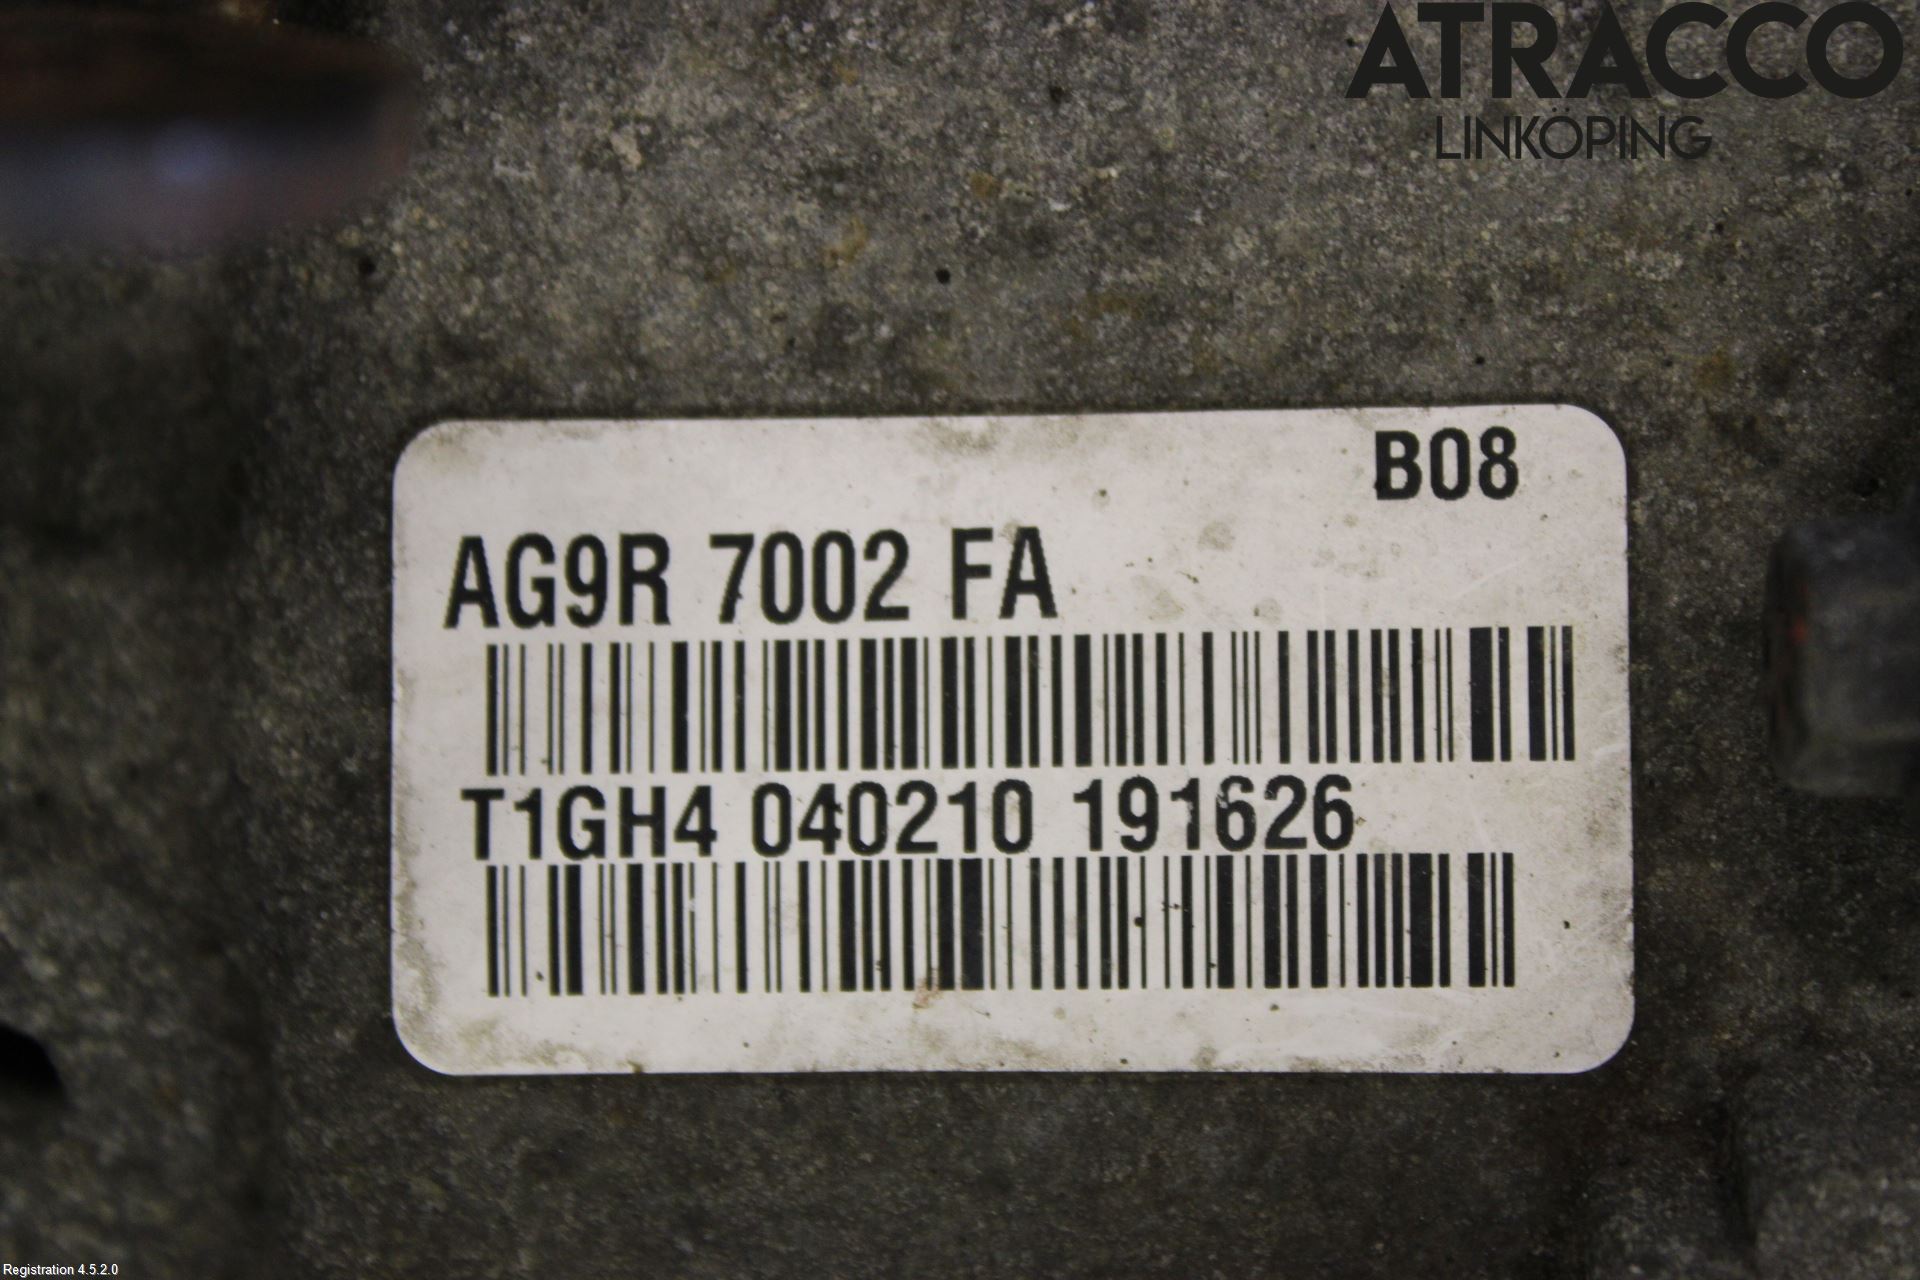 ATRACCO
LINKÖPING
B08
AG9R 7002 FA
T1GH4 040210 191626
Registration 4.5.2.0